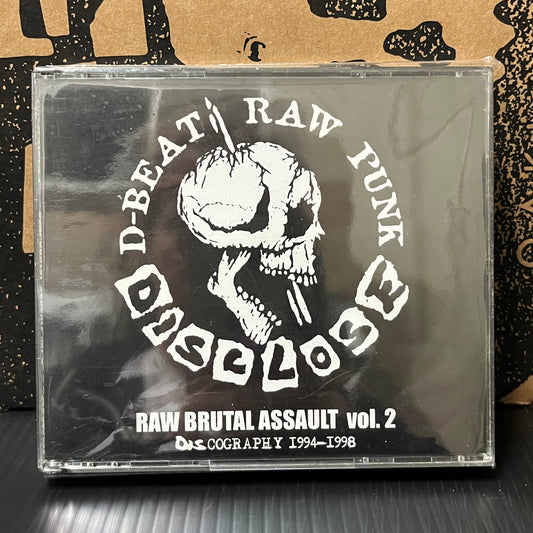 D-BEAT RAW PUNK
DISCLOSE
RAW BRUTAL ASSAULT vol. 2
DISCOGRAPHY 1994-1998